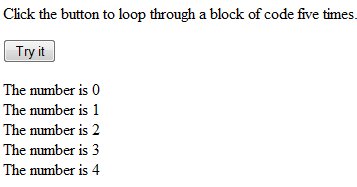 Click the button to loop through a block of code five times.
Try it
The number is 0
The number is 1
The number is 2
The number is 3
The number is 4